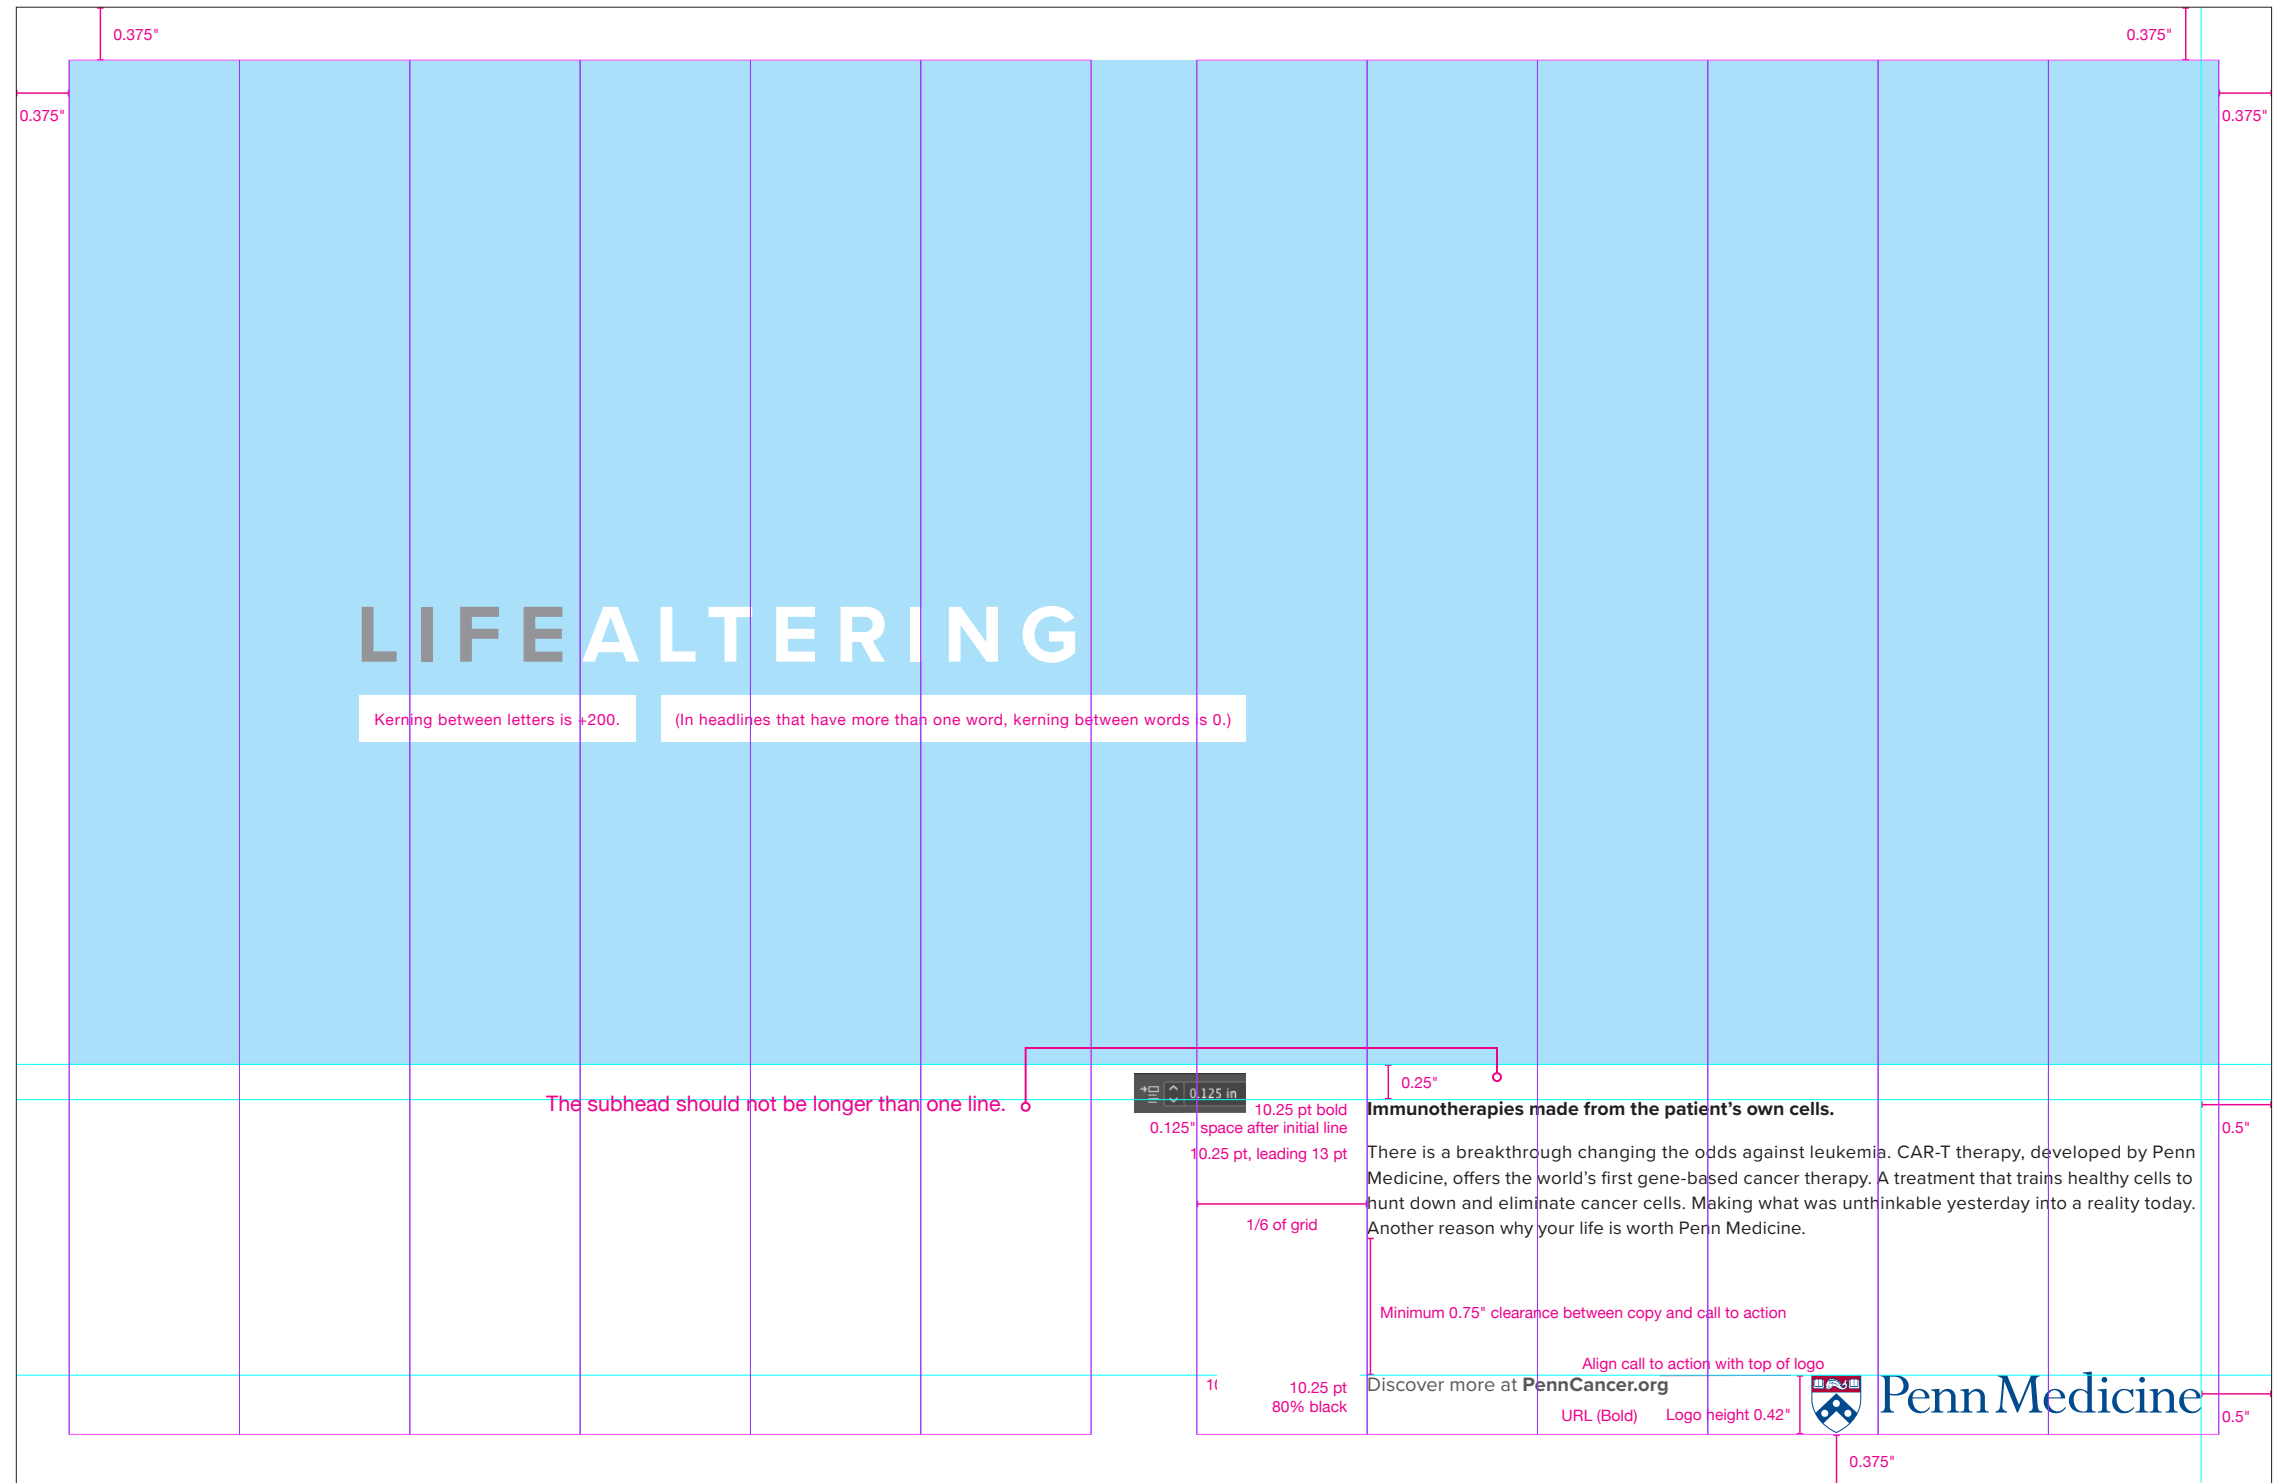 0.375"
0.375"
0.375"
0.375"
LIFEALTERING
Kerning between letters is +200.
(In headlines that have more than one word, kerning between words is 0.)
0.25"
0.125 in
The subhead should not be longer than one line.
10.25 pt bold
Immunotherapies made from the patient’s own cells.
0.125" space after initial line
0.5"
10.25 pt, leading 13 pt
There is a breakthrough changing the odds against leukemia. CAR-T therapy, developed by Penn
Medicine, offers the world’s first gene-based cancer therapy. A treatment that trains healthy cells to
hunt down and eliminate cancer cells. Making what was unthinkable yesterday into a reality today.
Another reason why your life is worth Penn Medicine.
1/6 of grid
Minimum 0.75" clearance between copy and call to action
Align call to action with top of logo
10.25 pt
80% black
Discover more at PennCancer.org
URL (Bold)
Logo height 0.42"
Penn Medicine
0.5"
0.375"